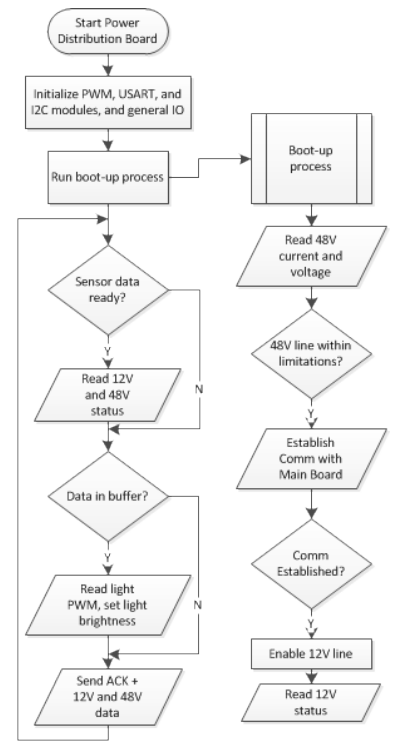 Start Power
Distribution Board
Initialize PWM, USART, and
I2C modules, and general IO
Run boot-up process
Sensor data
ready?
Y
N
Read 12V
and 48V
status
Data in buffer?
Y
N
Read light
PWM, set light
brightness
Send ACK +
12V and 48V
data
Boot-up
process
Read 48V
current and
voltage
48V line within
limitations?
Y
Establish
Comm with
Main Board
Comm
Established?
Y
Enable 12V line
Read 12V
status